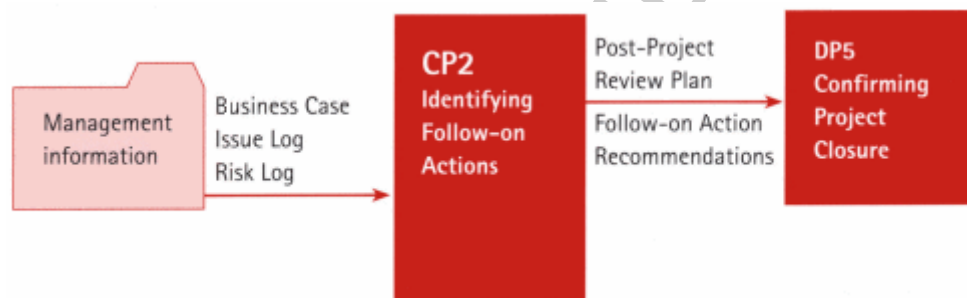 Management
information
Business Case
Issue Log
Risk Log
CP2
Identifying
Follow-on
Actions
Post-Project
Review Plan
Follow-on Action
Recommendations
DP5
Confirming
Project
Closure